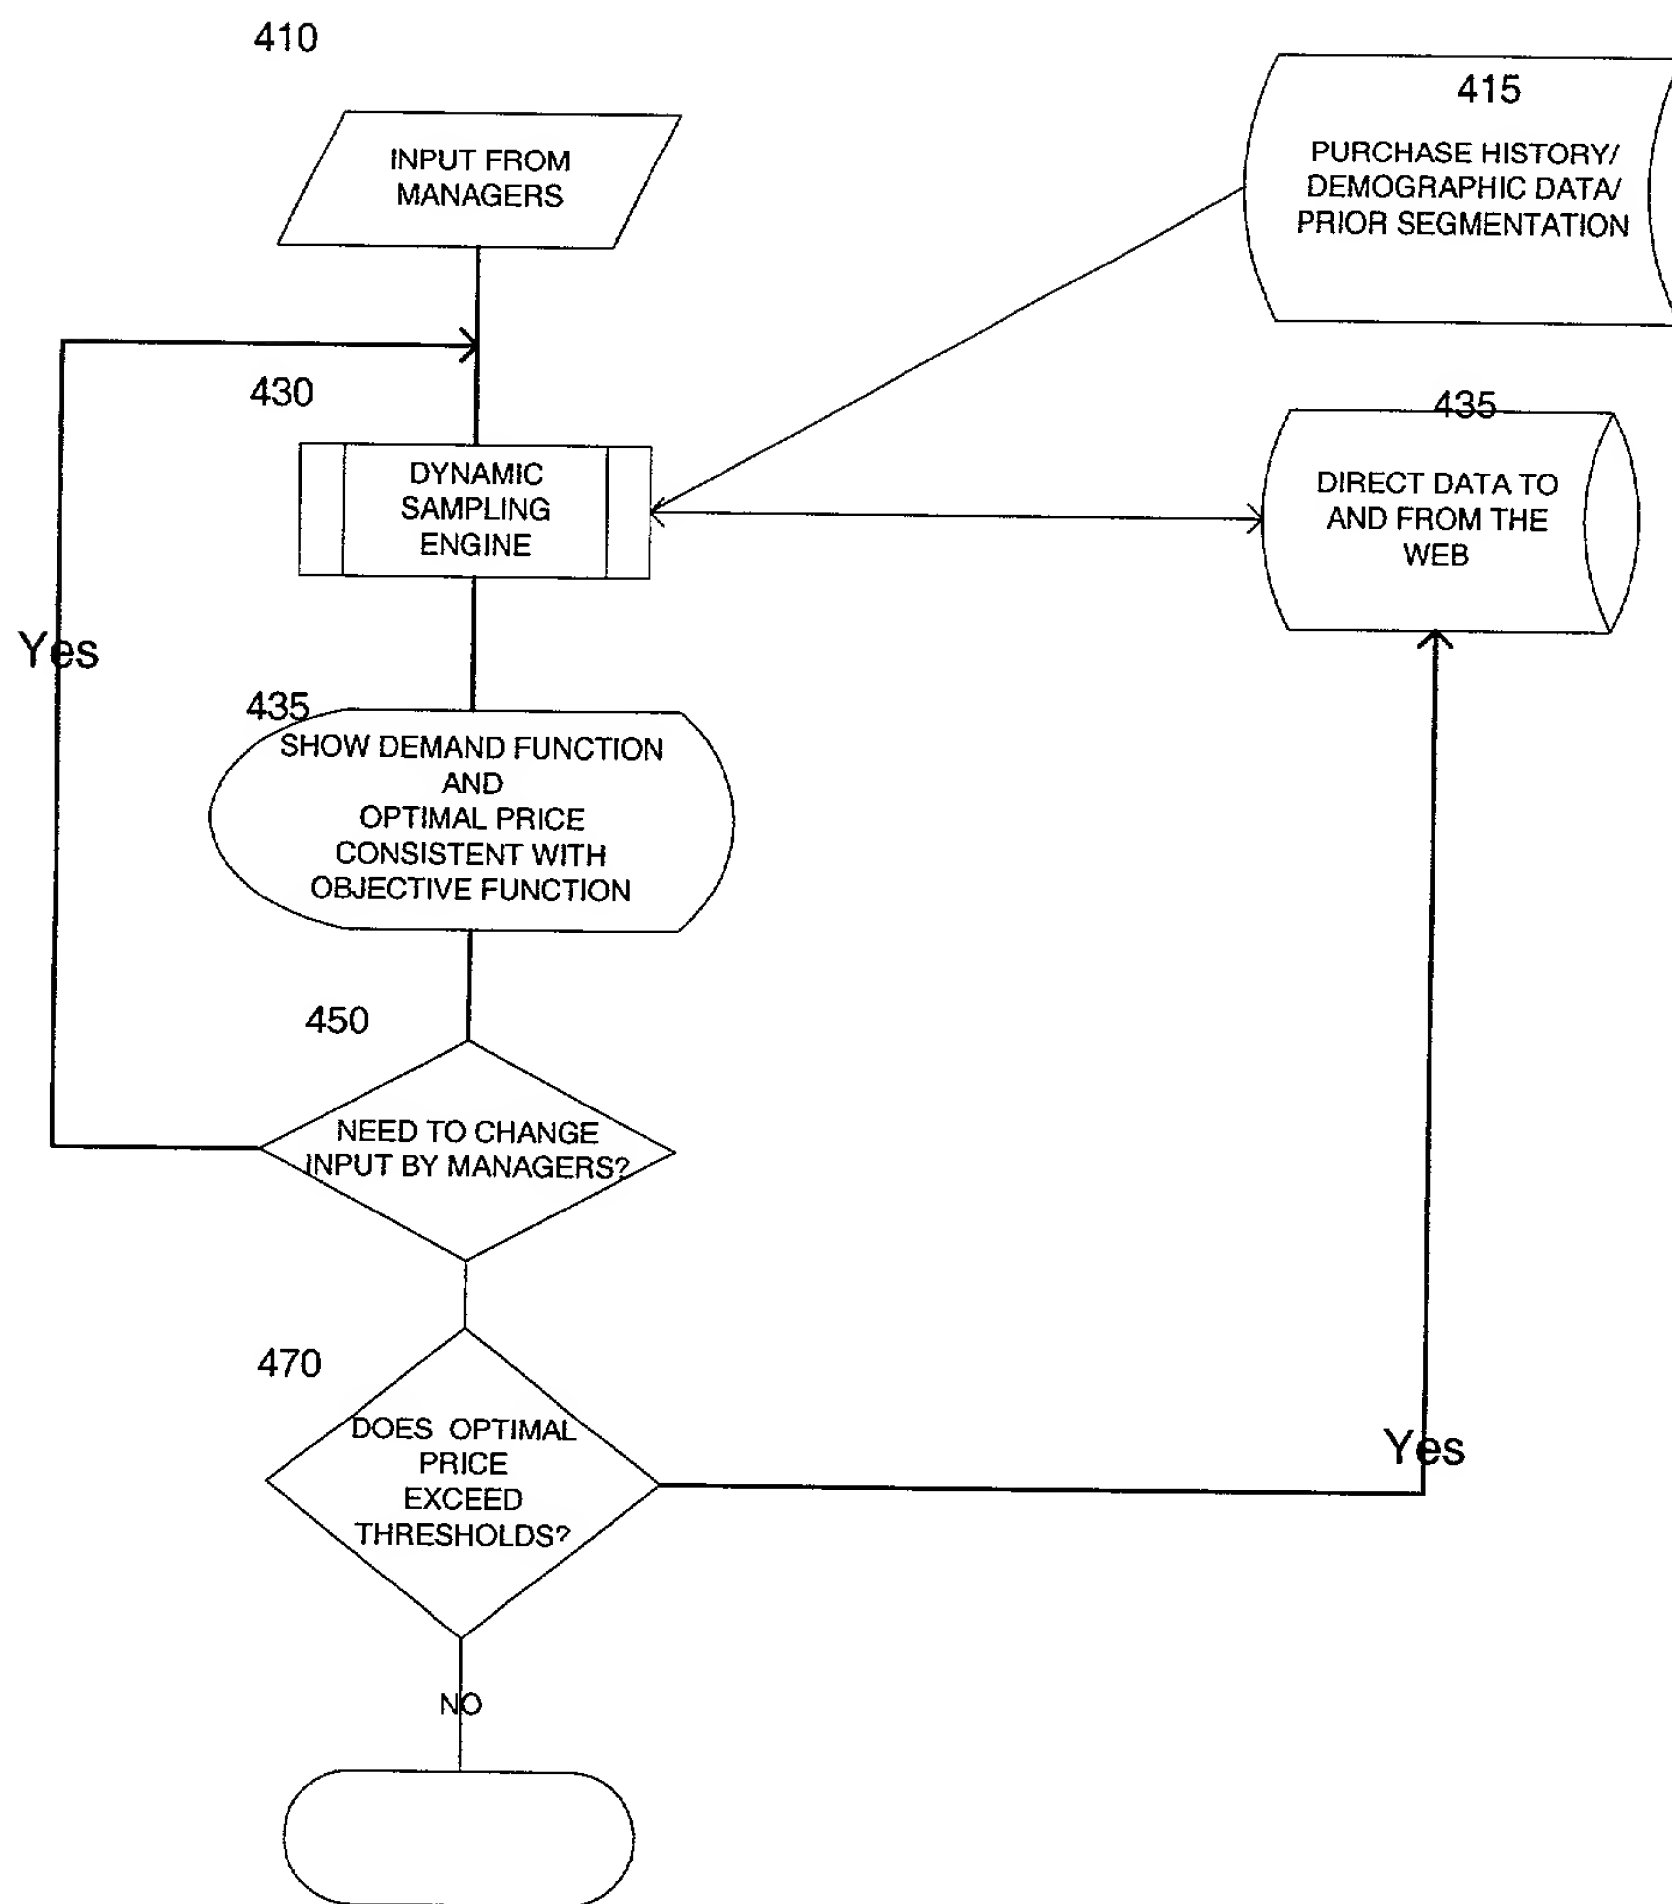 410
INPUT FROM
MANAGERS
415
PURCHASE HISTORY/
DEMOGRAPHIC DATA/
PRIOR SEGMENTATION
430
DYNAMIC
SAMPLING
ENGINE
435
DIRECT DATA TO
AND FROM THE
WEB
Yes
435
SHOW DEMAND FUNCTION
AND
OPTIMAL PRICE
CONSISTENT WITH
OBJECTIVE FUNCTION
450
NEED TO CHANGE
INPUT BY MANAGERS?
470
DOES OPTIMAL
PRICE
EXCEED
THRESHOLDS?
Yes
NO